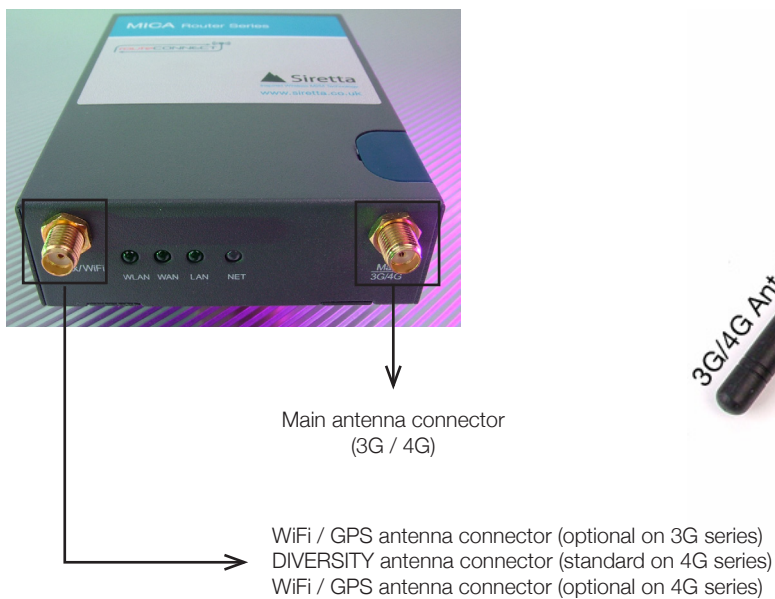 MICA Router Series
Siretta
www.siretta.co.uk
x/WiFi
WLAN WAN LAN NET
3G/4G
3G/4G Ant
Main antenna connector
(3G / 4G)
WiFi / GPS antenna connector (optional on 3G series)
DIVERSITY antenna connector (standard on 4G series)
WiFi / GPS antenna connector (optional on 4G series)